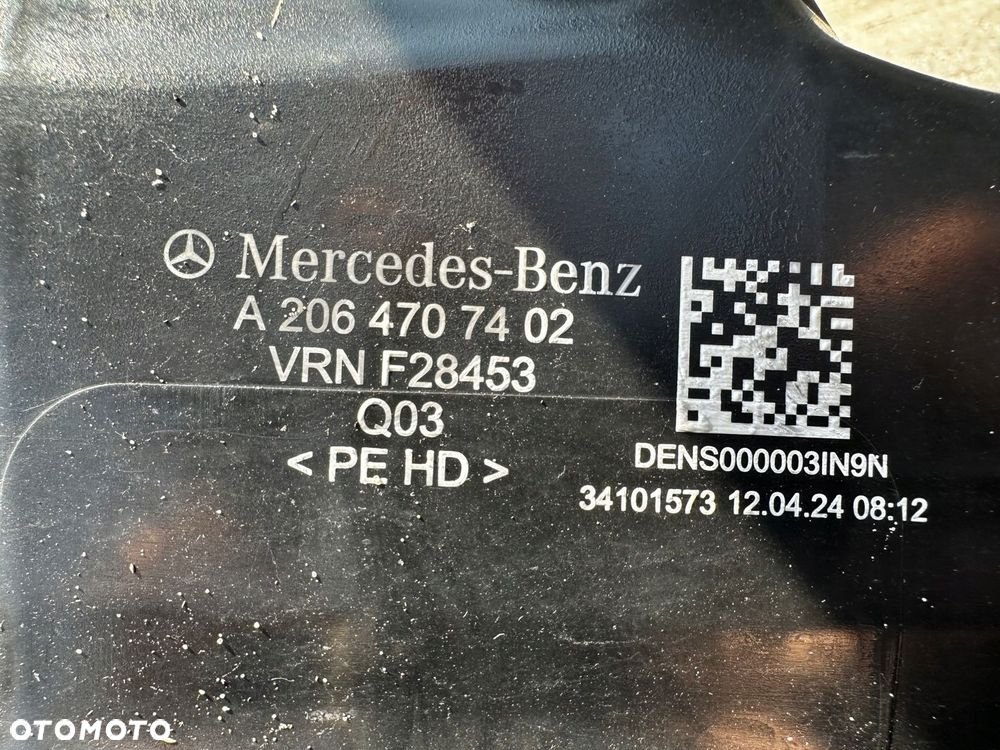 Mercedes-Benz
A 206 470 74 02
VRN F28453
Q03
< PE HD >
DENS000003IN9N
34101573 12.04.24 08:12
OTOMOTO